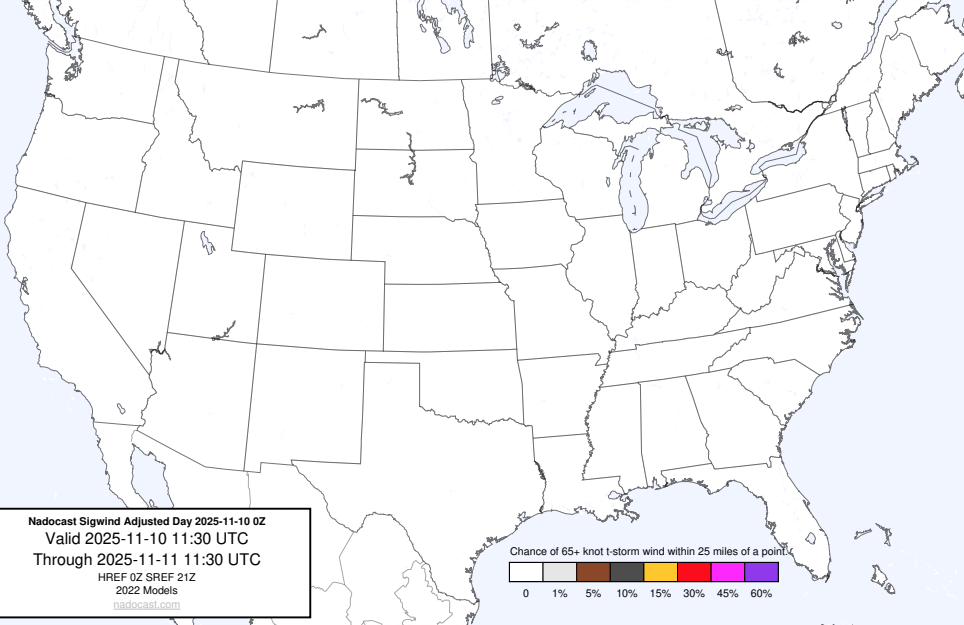 Nadocast Sigwind Adjusted Day 2025-11-10 0Z
Valid 2025-11-10 11:30 UTC
Through 2025-11-11 11:30 UTC
HREF 0Z SREF 21Z
2022 Models
nadocast.com
Chance of 65+ knot t-storm wind within 25 miles of a point.
0 1% 5% 10% 15% 30% 45% 60%